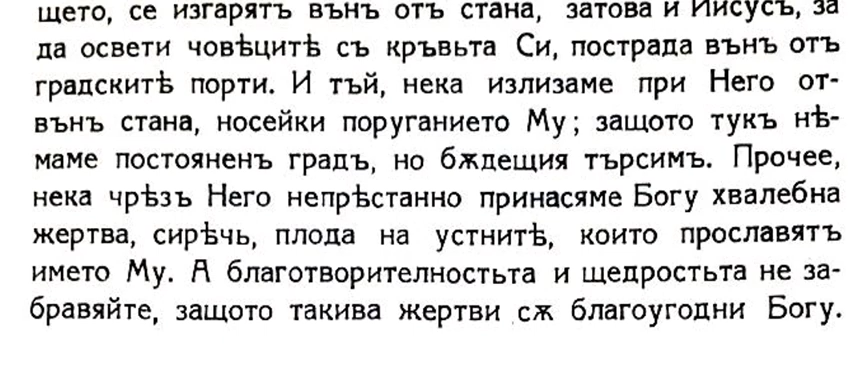 щето, се изгарятъ вънъ отъ стана, затова и Иисусъ, за
да освети човѣцитѣ съ кръвьта Си, пострада вънъ отъ
градскитѣ порти. И тъй, нека излизаме при Него от-
вънъ стана, носейки поруганието Му; защото тукъ нѣ-
маме постояненъ градъ, но бѫдещия търсимъ. Прочее,
нека чрѣзъ Него непрѣстанно принасяме Богу хвалебна
жертва, сирѣчь, плода на устнитѣ, които прославятъ
името Му. А благотворителностьта и щедростьта не за-
бравяйте, защото такива жертви сѫ благоугодни Богу.